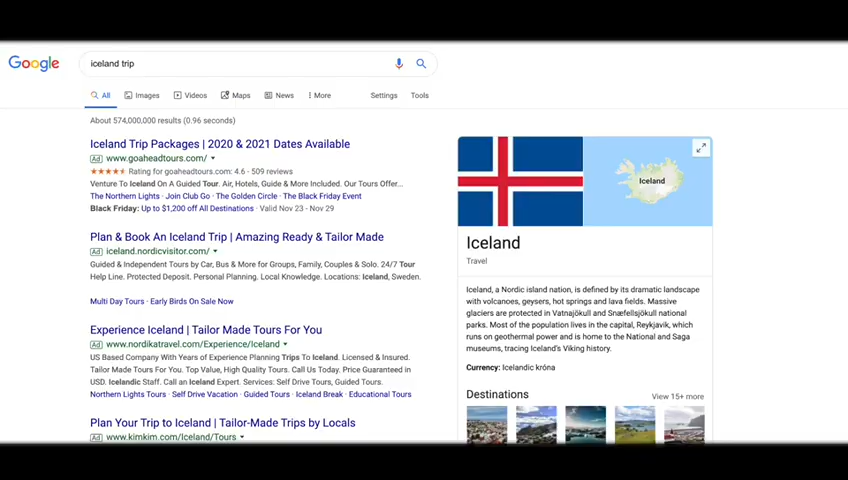 Google
iceland trip
All
Images
Videos
Maps
News
More
Settings
Tools
About 574,000,000 results (0.96 seconds)
Iceland Trip Packages | 2020 & 2021 Dates Available
Ad www.goaheadtours.com/
Rating for goaheadtours.com: 4.6 - 509 reviews
Venture To Iceland On A Guided Tour. Air, Hotels, Guide & More Included. Our Tours Offer...
The Northern Lights · Join Club Go · The Golden Circle · The Black Friday Event
Black Friday: Up to $1,200 off All Destinations · Valid Nov 23 - Nov 29
Plan & Book An Iceland Trip | Amazing Ready & Tailor Made
Ad iceland.nordicvisitor.com/
Guided & Independent Tours by Car, Bus & More for Groups, Family, Couples & Solo. 24/7 Tour
Help Line. Protected Deposit. Personal Planning. Local Knowledge. Locations: Iceland, Sweden.
Multi Day Tours · Early Birds On Sale Now
Experience Iceland | Tailor Made Tours For You
Ad www.nordikatravel.com/Experience/Iceland
US Based Company With Years of Experience Planning Trips To Iceland. Licensed & Insured.
Tailor Made Tours For You. Top Value, High Quality Tours. Call Us Today. Price Guaranteed in
USD. Icelandic Staff. Call an Iceland Expert. Services: Self Drive Tours, Guided Tours.
Northern Lights Tours · Self Drive Vacation · Guided Tours · Iceland Break · Educational Tours
Plan Your Trip to Iceland | Tailor-Made Trips by Locals
Ad www.kimkim.com/Iceland/Tours
Iceland
Iceland
Travel
Iceland, a Nordic island nation, is defined by its dramatic landscape
with volcanoes, geysers, hot springs and lava fields. Massive
glaciers are protected in Vatnajökull and Snæfellsjökull national
parks. Most of the population lives in the capital, Reykjavik, which
runs on geothermal power and is home to the National and Saga
museums, tracing Iceland's Viking history.
Currency: Icelandic króna
Destinations
View 15+ more